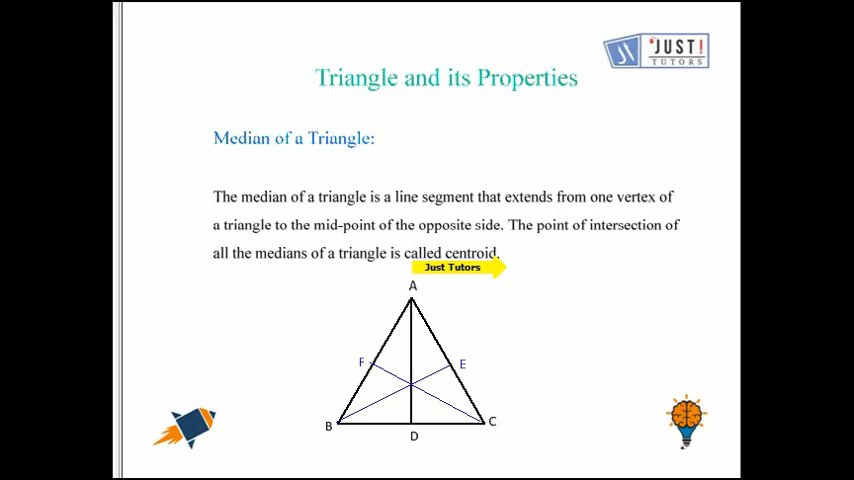 JUST!
TUTORS
Triangle and its Properties
Median of a Triangle:
The median of a triangle is a line segment that extends from one vertex of
a triangle to the mid-point of the opposite side. The point of intersection of
all the medians of a triangle is called centroid.
Just Tutors
A
F
E
B
C
D